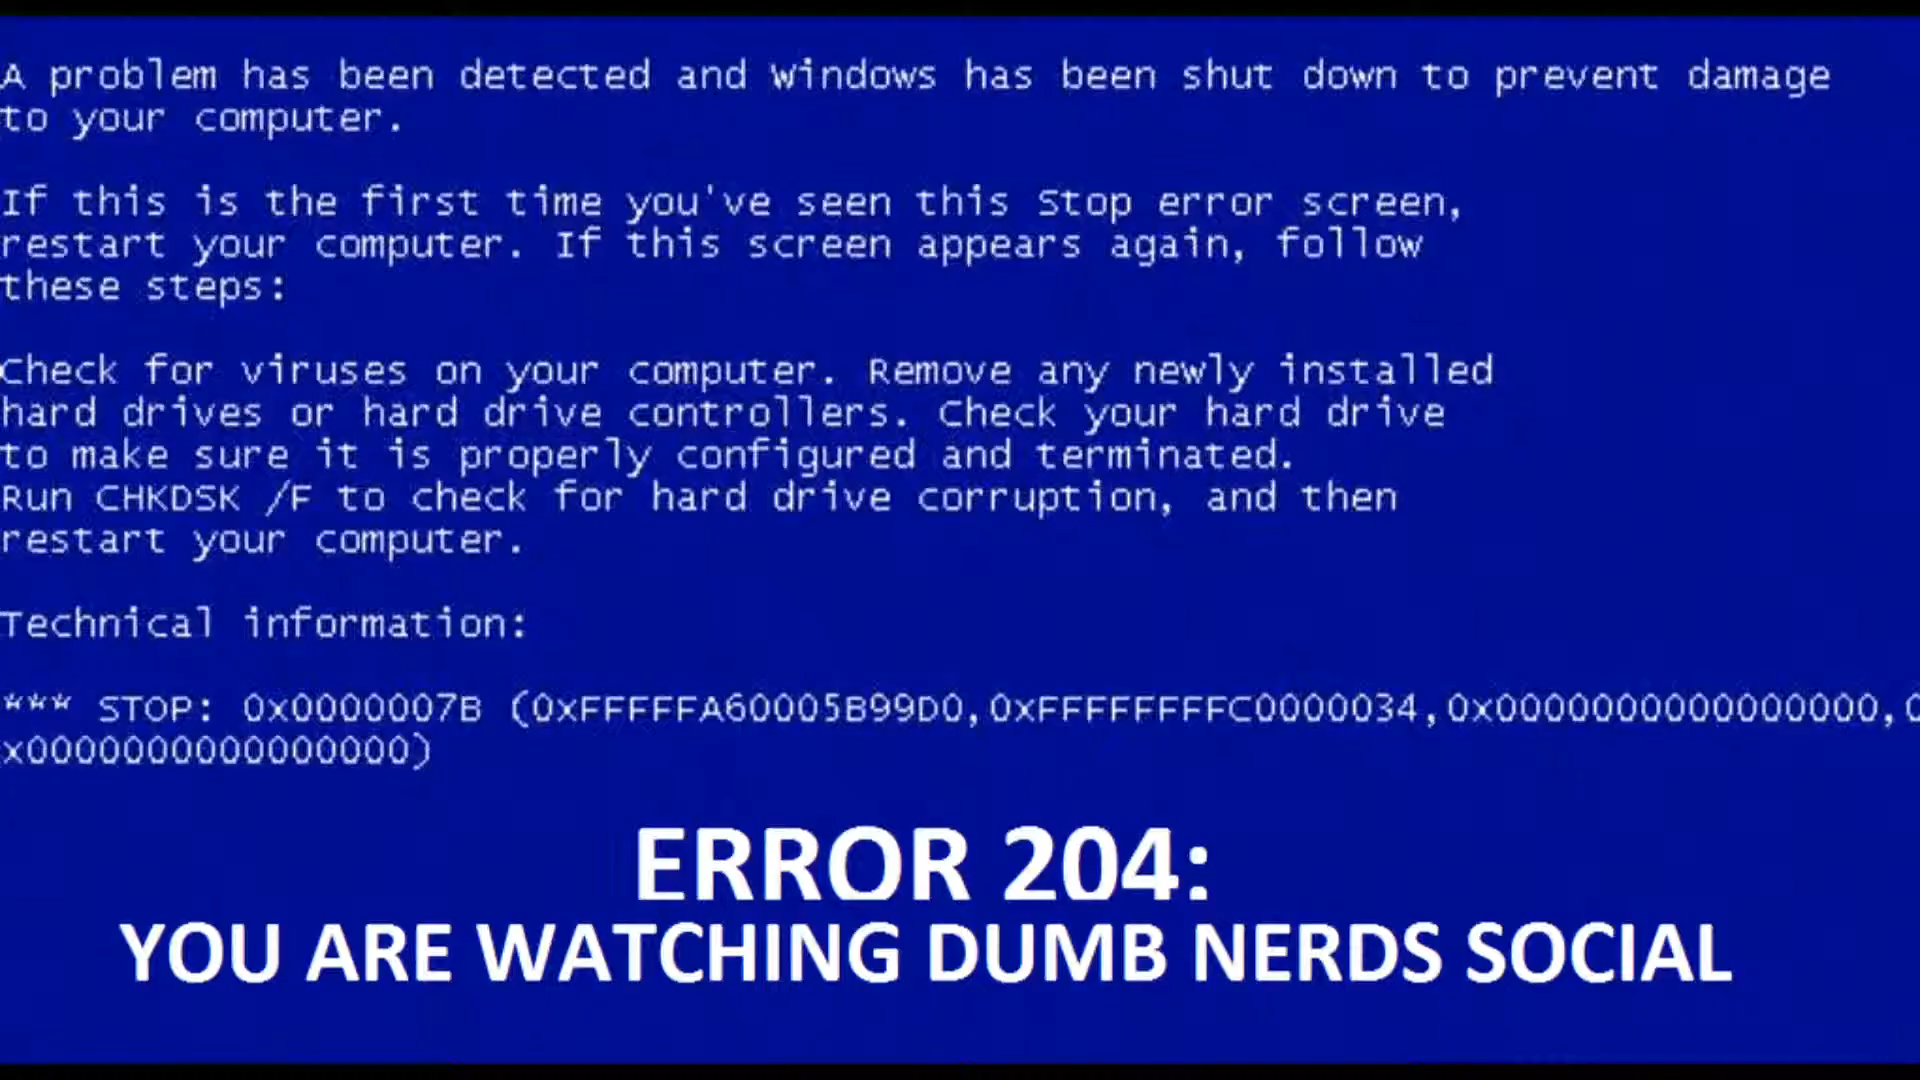 A problem has been detected and Windows has been shut down to prevent damage
to your computer.
If this is the first time you've seen this Stop error screen,
restart your computer. If this screen appears again, follow
these steps:
Check for viruses on your computer. Remove any newly installed
hard drives or hard drive controllers. Check your hard drive
to make sure it is properly configured and terminated.
Run CHKDSK /F to check for hard drive corruption, and then
restart your computer.
Technical information:
*** STOP: 0x0000007B (0xFFFFFA60005B99D0,0xFFFFFFFFC0000034,0x0000000000000000,0
x0000000000000000)
ERROR 204:
YOU ARE WATCHING DUMB NERDS SOCIAL